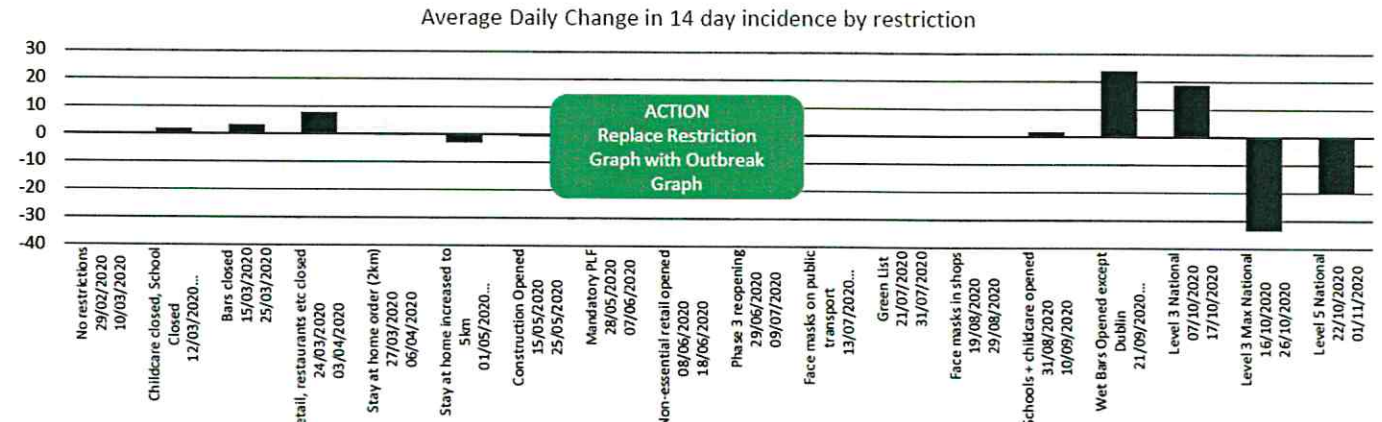 Average Daily Change in 14 day incidence by restriction
30
20
10
0
-10
-20
-30
-40
ACTION
Replace Restriction
Graph with Outbreak
Graph
No restrictions
29/02/2020
10/03/2020
Childcare closed, School
Closed
12/03/2020...
Bars closed
15/03/2020
25/03/2020
etail, restaurants etc closed
24/03/2020
03/04/2020
Stay at home order (2km)
27/03/2020
06/04/2020
Stay at home increased to
5km
01/05/2020...
Construction Opened
15/05/2020
25/05/2020
Mandatory PLF
28/05/2020
07/06/2020
Non-essential retail opened
08/06/2020
18/06/2020
Phase 3 reopening
29/06/2020
09/07/2020
Face masks on public
transport
13/07/2020...
Green List
21/07/2020
31/07/2020
Face masks in shops
19/08/2020
29/08/2020
Schools + childcare opened
31/08/2020
10/09/2020
Wet Bars Opened except
Dublin
21/09/2020...
Level 3 National
07/10/2020
17/10/2020
Level 3 Max National
16/10/2020
26/10/2020
Level 5 National
22/10/2020
01/11/2020